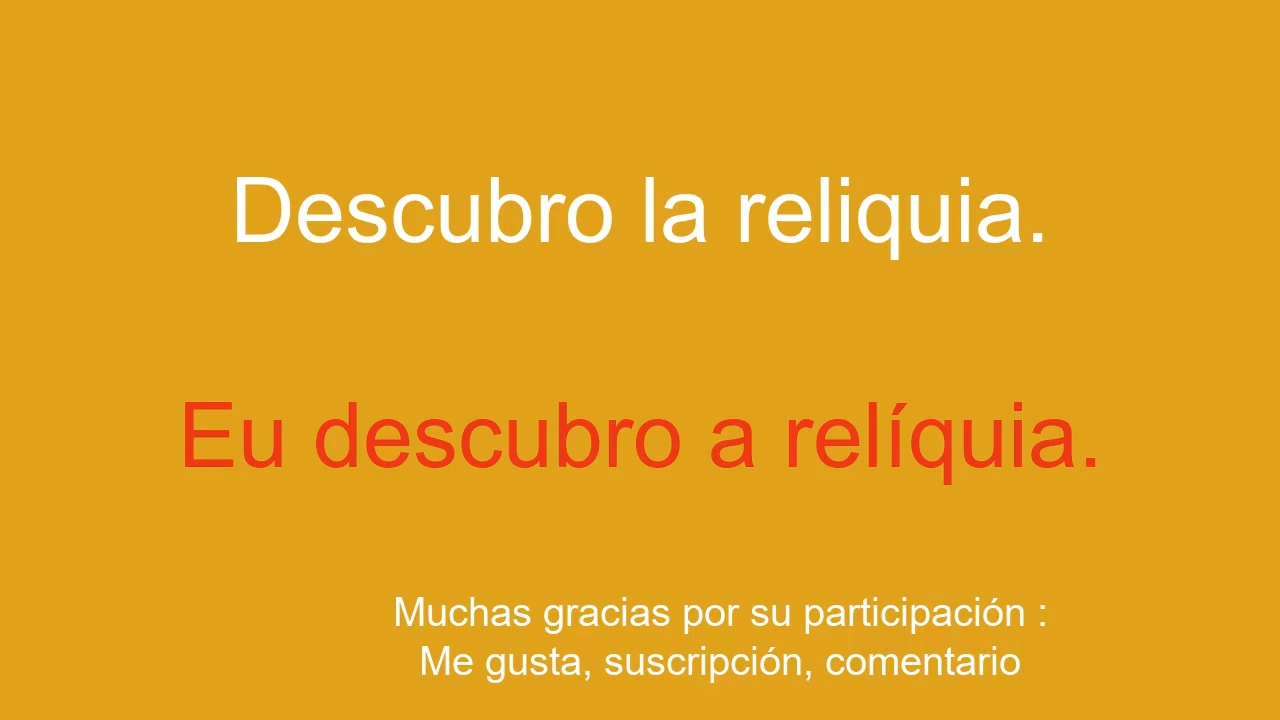 Descubro la reliquia.
Eu descubro a relíquia.
Muchas gracias por su participación :
Me gusta, suscripción, comentario